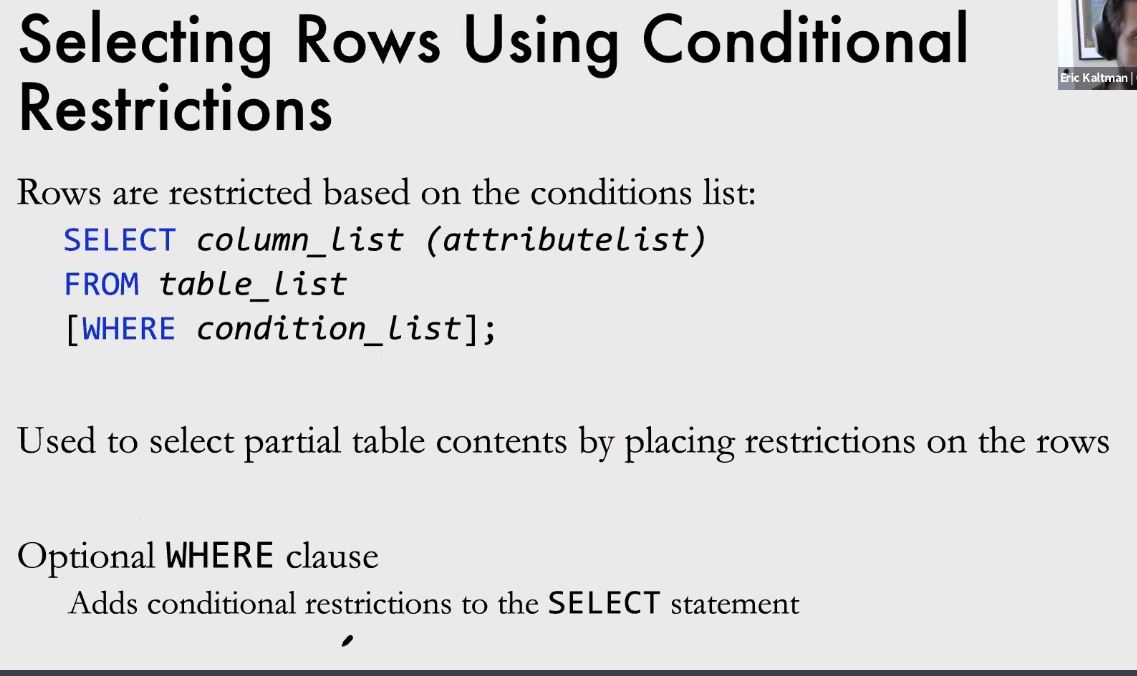 Selecting Rows Using Conditional
Restrictions
Eric Kaltman |
Rows are restricted based on the conditions list:
SELECT column_list (attributelist)
FROM table_list
[WHERE condition_list];
Used to select partial table contents by placing restrictions on the rows
Optional WHERE clause
Adds conditional restrictions to the SELECT statement